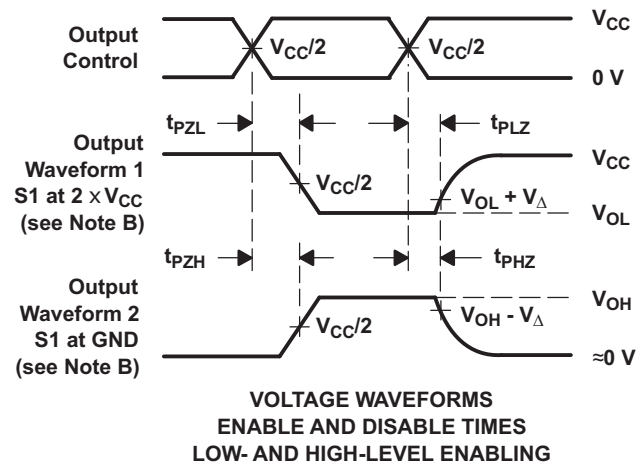 Output
Control
V_CC/2
V_CC/2
V_CC
0 V
t_PZL
t_PLZ
Output
Waveform 1
S1 at 2 x V_CC
(see Note B)
V_CC/2
V_OL + V_Δ
V_CC
V_OL
t_PZH
t_PHZ
Output
Waveform 2
S1 at GND
(see Note B)
V_CC/2
V_OH - V_Δ
V_OH
≈0 V
VOLTAGE WAVEFORMS
ENABLE AND DISABLE TIMES
LOW- AND HIGH-LEVEL ENABLING